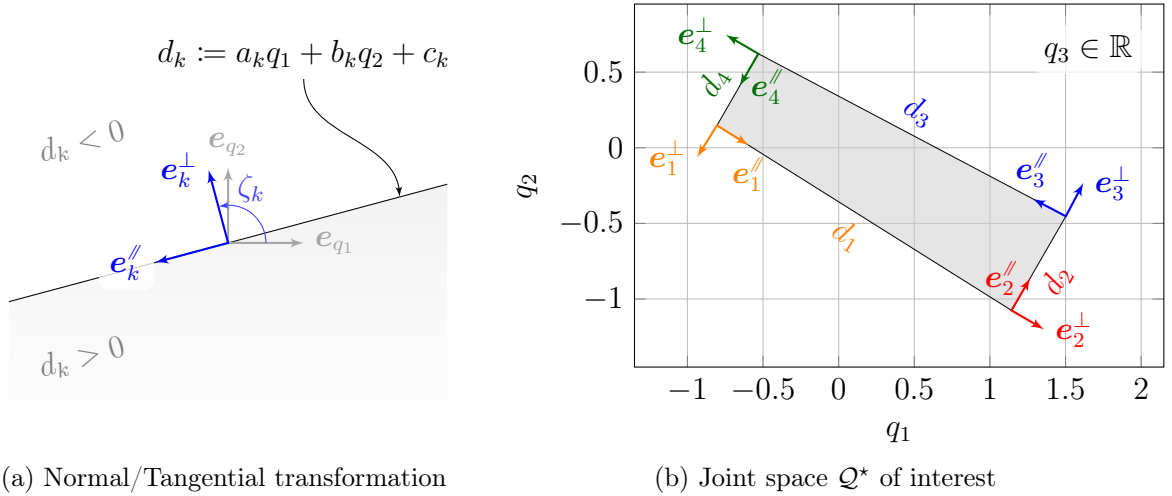 d_k := a_k q_1 + b_k q_2 + c_k
d_k < 0
e_{q_2}
e_k^⊥
ζ_k
e_{q_1}
e_k^⫽
d_k > 0
(a) Normal/Tangential transformation
e_4^⊥
q_3 ∈ ℝ
0.5
d_4
e_4^⫽
d_3
0
e_1^⊥
e_1^⫽
e_3^⫽
e_3^⊥
q_2
−0.5
d_1
e_2^⫽
d_2
−1
e_2^⊥
−1 −0.5 0 0.5 1 1.5 2
q_1
(b) Joint space 𝒬^⋆ of interest